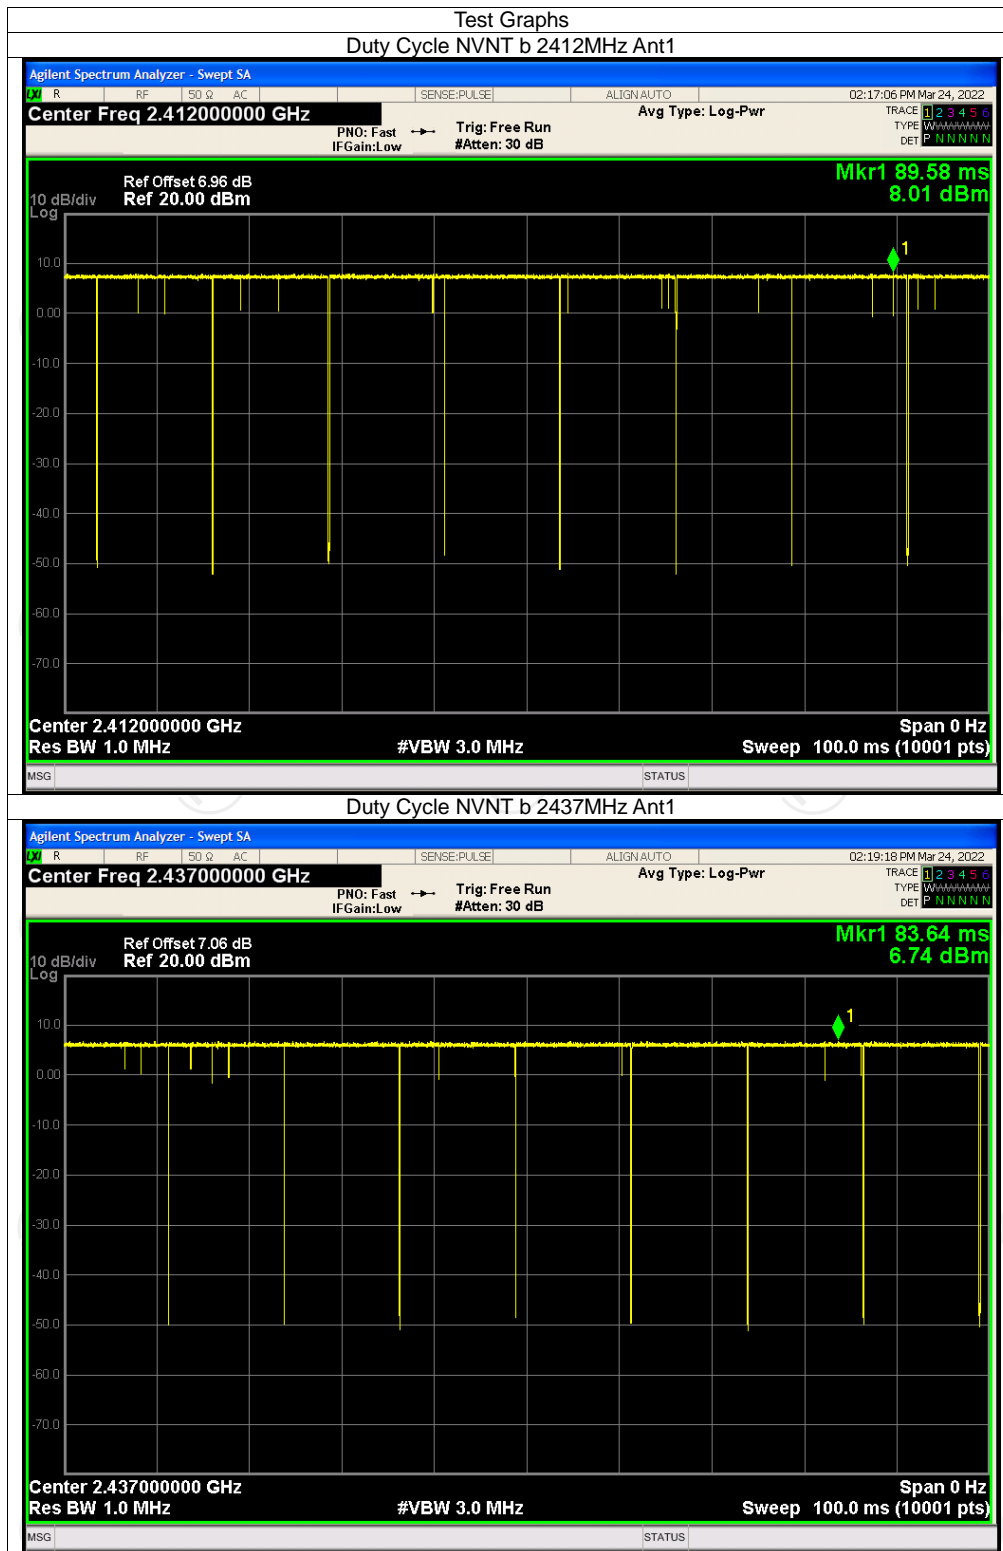 Test Graphs
Duty Cycle NVNT b 2412MHz Ant1
Agilent Spectrum Analyzer - Swept SA
LXI R RF 50 Ω AC SENSE:PULSE ALIGN AUTO 02:17:06 PM Mar 24, 2022
Center Freq 2.412000000 GHz Avg Type: Log-Pwr TRACE 1 2 3 4 5 6
PNO: Fast Trig: Free Run TYPE W
IFGain:Low #Atten: 30 dB DET P N N N N N
Mkr1 89.58 ms
Ref Offset 6.96 dB 8.01 dBm
10 dB/div Ref 20.00 dBm
Log
1
10.0
0.00
-10.0
-20.0
-30.0
-40.0
-50.0
-60.0
-70.0
Center 2.412000000 GHz Span 0 Hz
Res BW 1.0 MHz #VBW 3.0 MHz Sweep 100.0 ms (10001 pts)
MSG STATUS
Duty Cycle NVNT b 2437MHz Ant1
Agilent Spectrum Analyzer - Swept SA
LXI R RF 50 Ω AC SENSE:PULSE ALIGN AUTO 02:19:18 PM Mar 24, 2022
Center Freq 2.437000000 GHz Avg Type: Log-Pwr TRACE 1 2 3 4 5 6
PNO: Fast Trig: Free Run TYPE W
IFGain:Low #Atten: 30 dB DET P N N N N N
Mkr1 83.64 ms
Ref Offset 7.06 dB 6.74 dBm
10 dB/div Ref 20.00 dBm
Log
1
10.0
0.00
-10.0
-20.0
-30.0
-40.0
-50.0
-60.0
-70.0
Center 2.437000000 GHz Span 0 Hz
Res BW 1.0 MHz #VBW 3.0 MHz Sweep 100.0 ms (10001 pts)
MSG STATUS